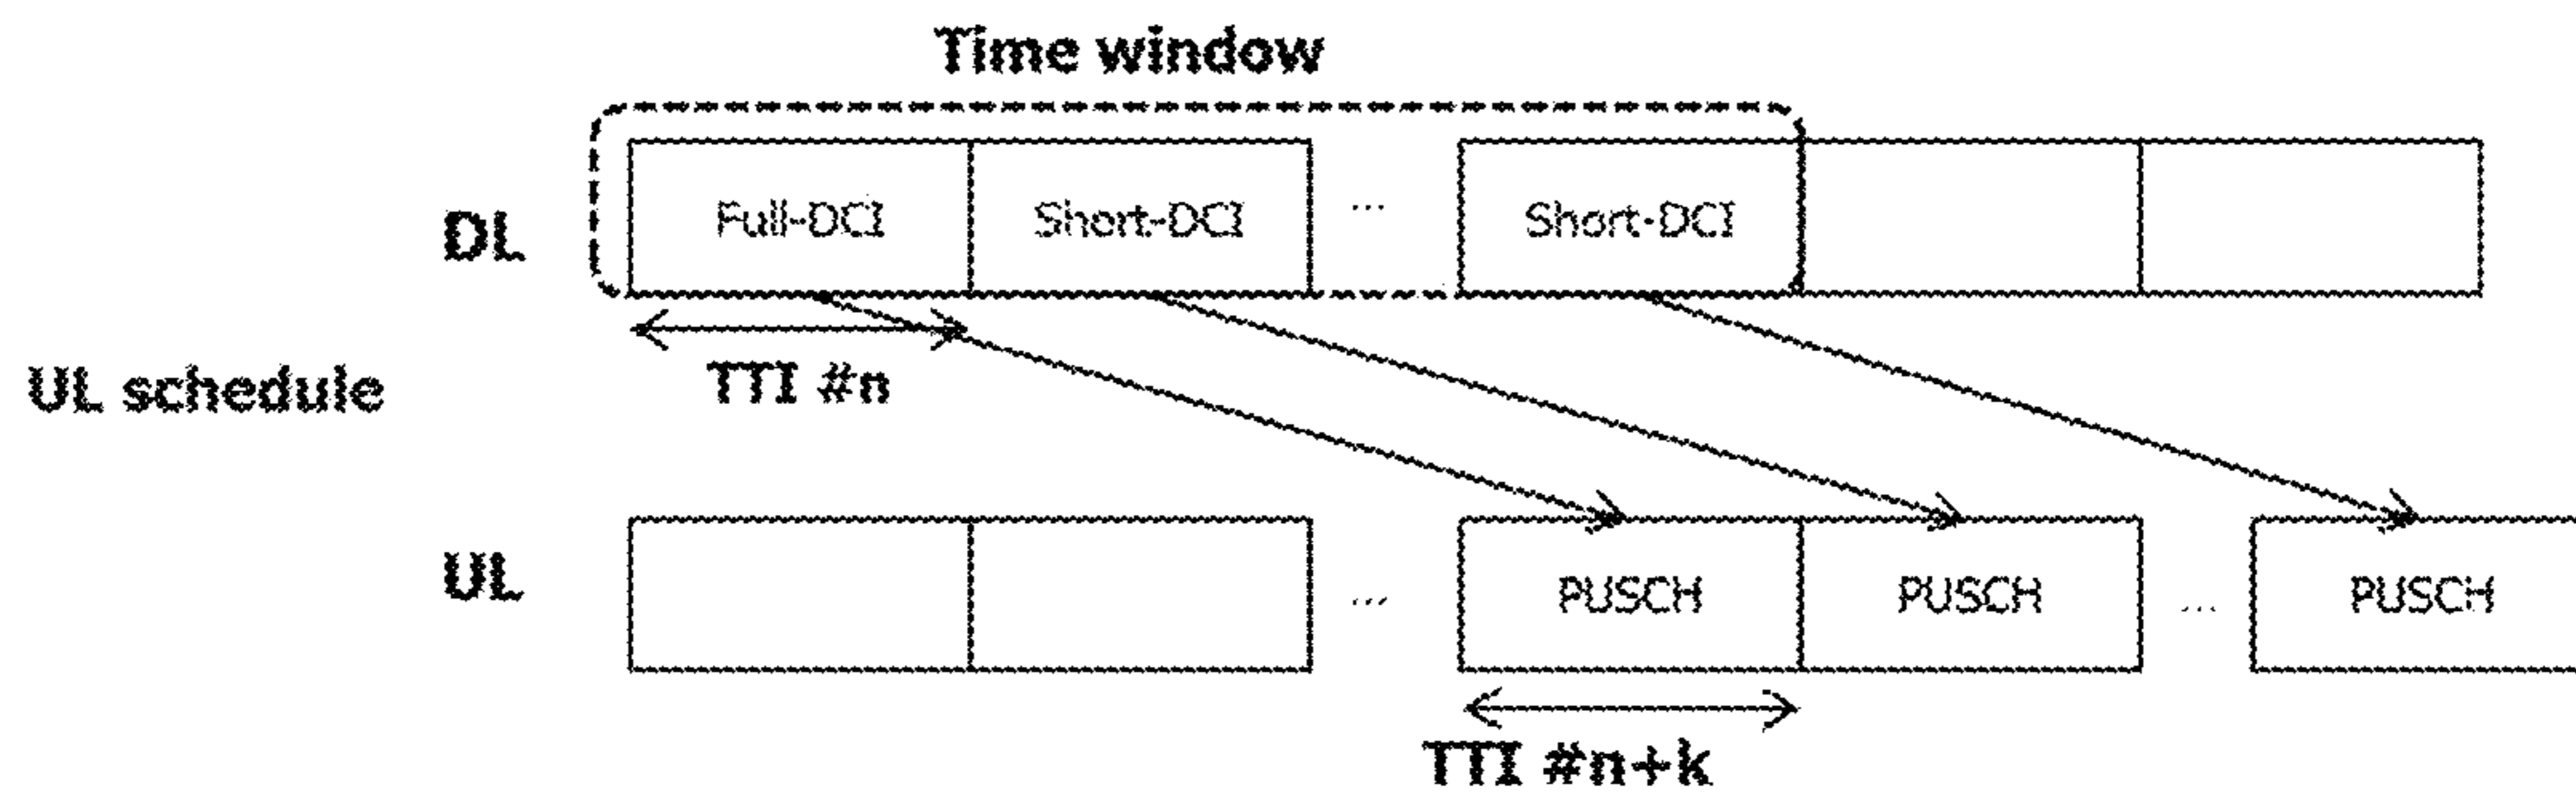 Time window
DL
Full-DCI
Short-DCI
...
Short-DCI
TTI #n
UL schedule
UL
...
PUSCH
PUSCH
...
PUSCH
TTI #n+k